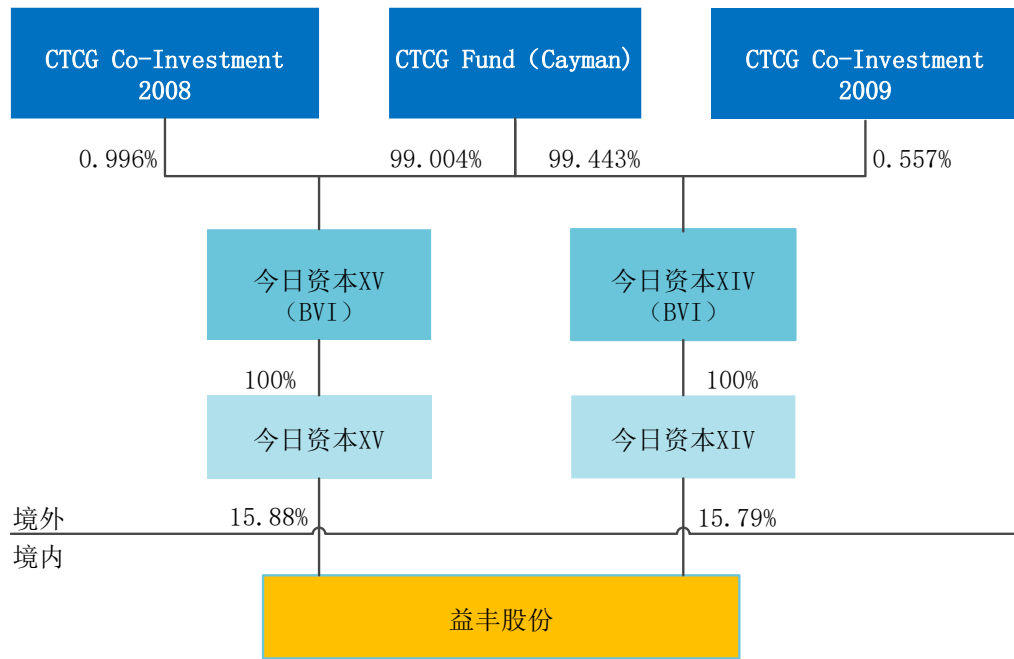 CTCG Co-Investment
2008
CTCG Fund（Cayman)
CTCG Co-Investment
2009
0.996%
99.004%
99.443%
0.557%
今日资本XV
（BVI）
今日资本XIV
（BVI）
100%
100%
今日资本XV
今日资本XIV
境外
15.88%
15.79%
境内
益丰股份